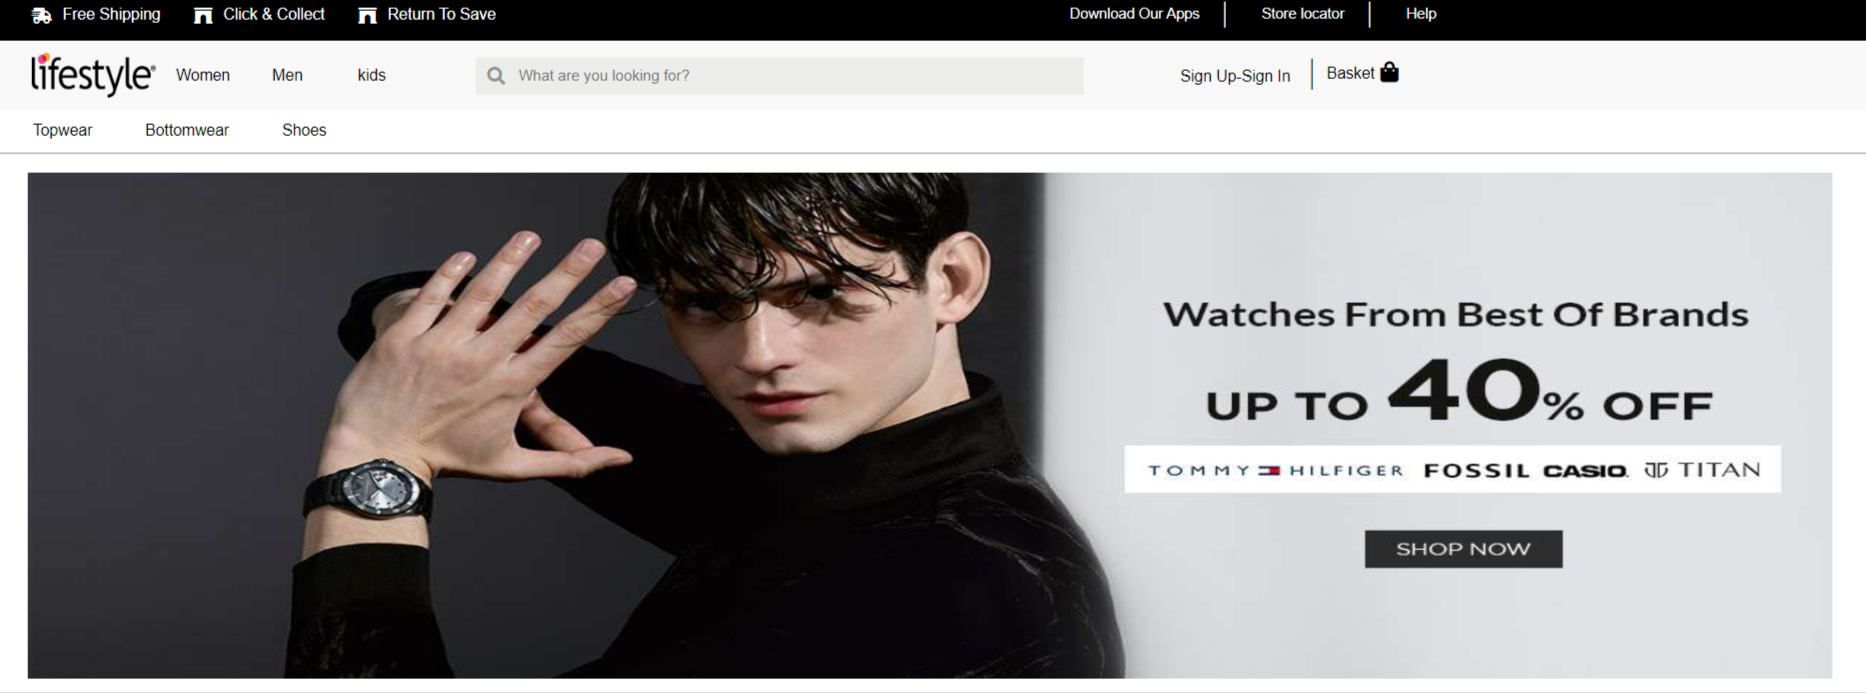 Free Shipping Click & Collect Return To Save Download Our Apps Store locator Help
lifestyle® Women Men kids What are you looking for? Sign Up-Sign In Basket
Topwear Bottomwear Shoes
Watches From Best Of Brands
UP TO 40% OFF
TOMMY HILFIGER FOSSIL CASIO TITAN
SHOP NOW